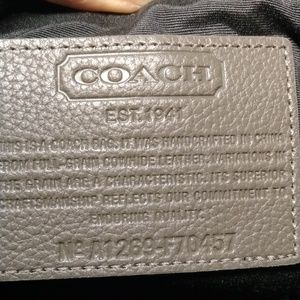 COACH
EST. 1941
THIS IS A COACH BAG. IT WAS HANDCRAFTED IN CHINA
FROM FULL-GRAIN COWHIDE LEATHER. VARIATIONS IN
THE GRAIN ARE A CHARACTERISTIC. ITS SUPERIOR
CRAFTSMANSHIP REFLECTS OUR COMMITMENT TO
ENDURING QUALITY.
Nº A1269-F70457